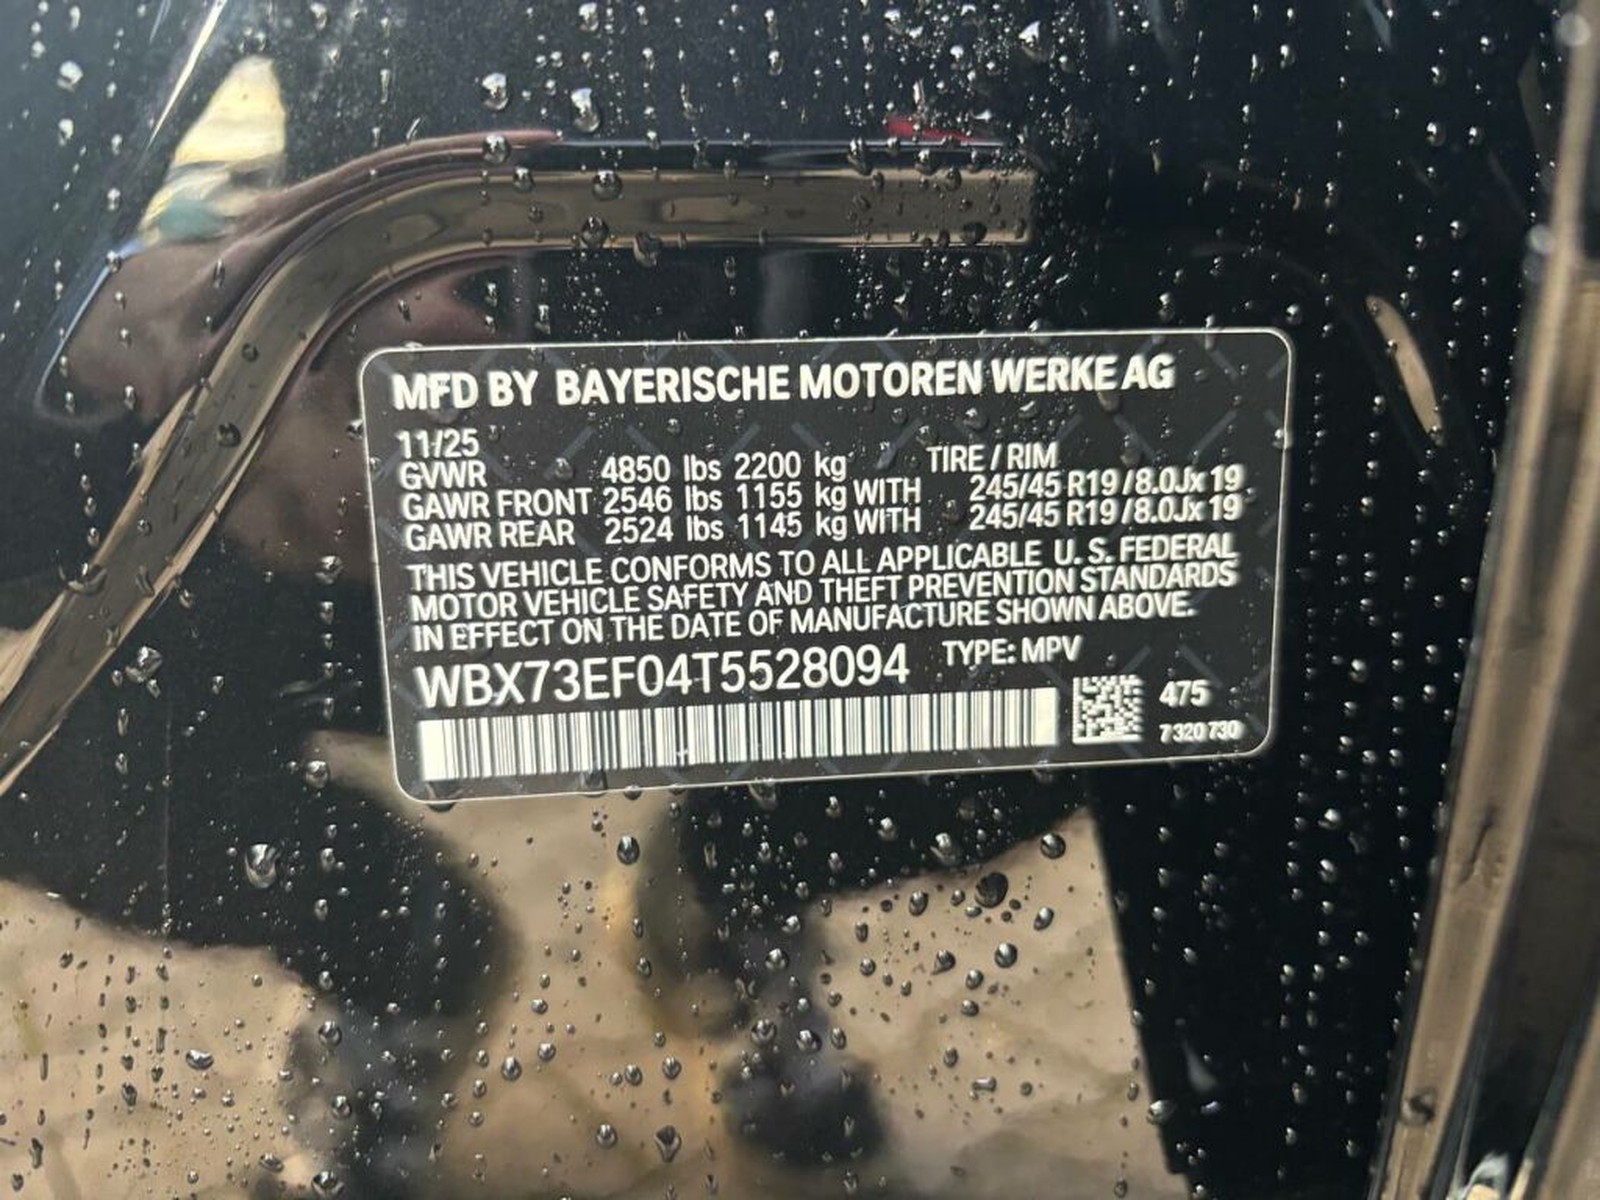 MFD BY BAYERISCHE MOTOREN WERKE AG
11/25
GVWR 4850 lbs 2200 kg TIRE / RIM
GAWR FRONT 2546 lbs 1155 kg WITH 245/45 R19 /8.0Jx 19
GAWR REAR 2524 lbs 1145 kg WITH 245/45 R19 /8.0Jx 19
THIS VEHICLE CONFORMS TO ALL APPLICABLE U. S. FEDERAL
MOTOR VEHICLE SAFETY AND THEFT PREVENTION STANDARDS
IN EFFECT ON THE DATE OF MANUFACTURE SHOWN ABOVE.
WBX73EF04T5528094 TYPE: MPV
475
7 320 730